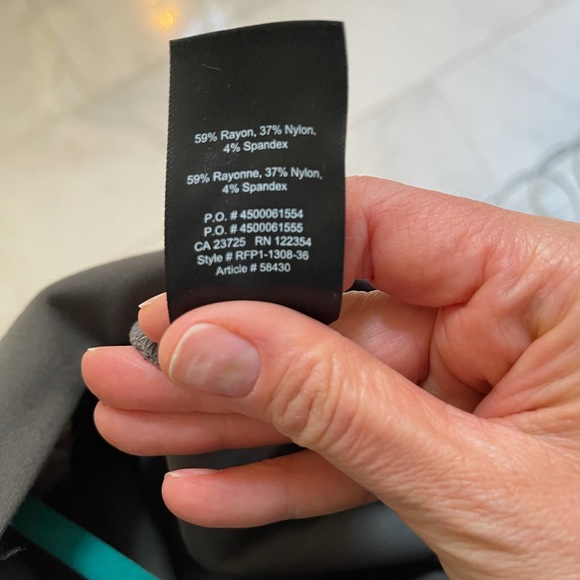 59% Rayon, 37% Nylon,
4% Spandex
59% Rayonne, 37% Nylon,
4% Spandex
P.O. # 4500061554
P.O. # 4500061555
CA 23725 RN 122354
Style # RFP1-1308-36
Article # 58430